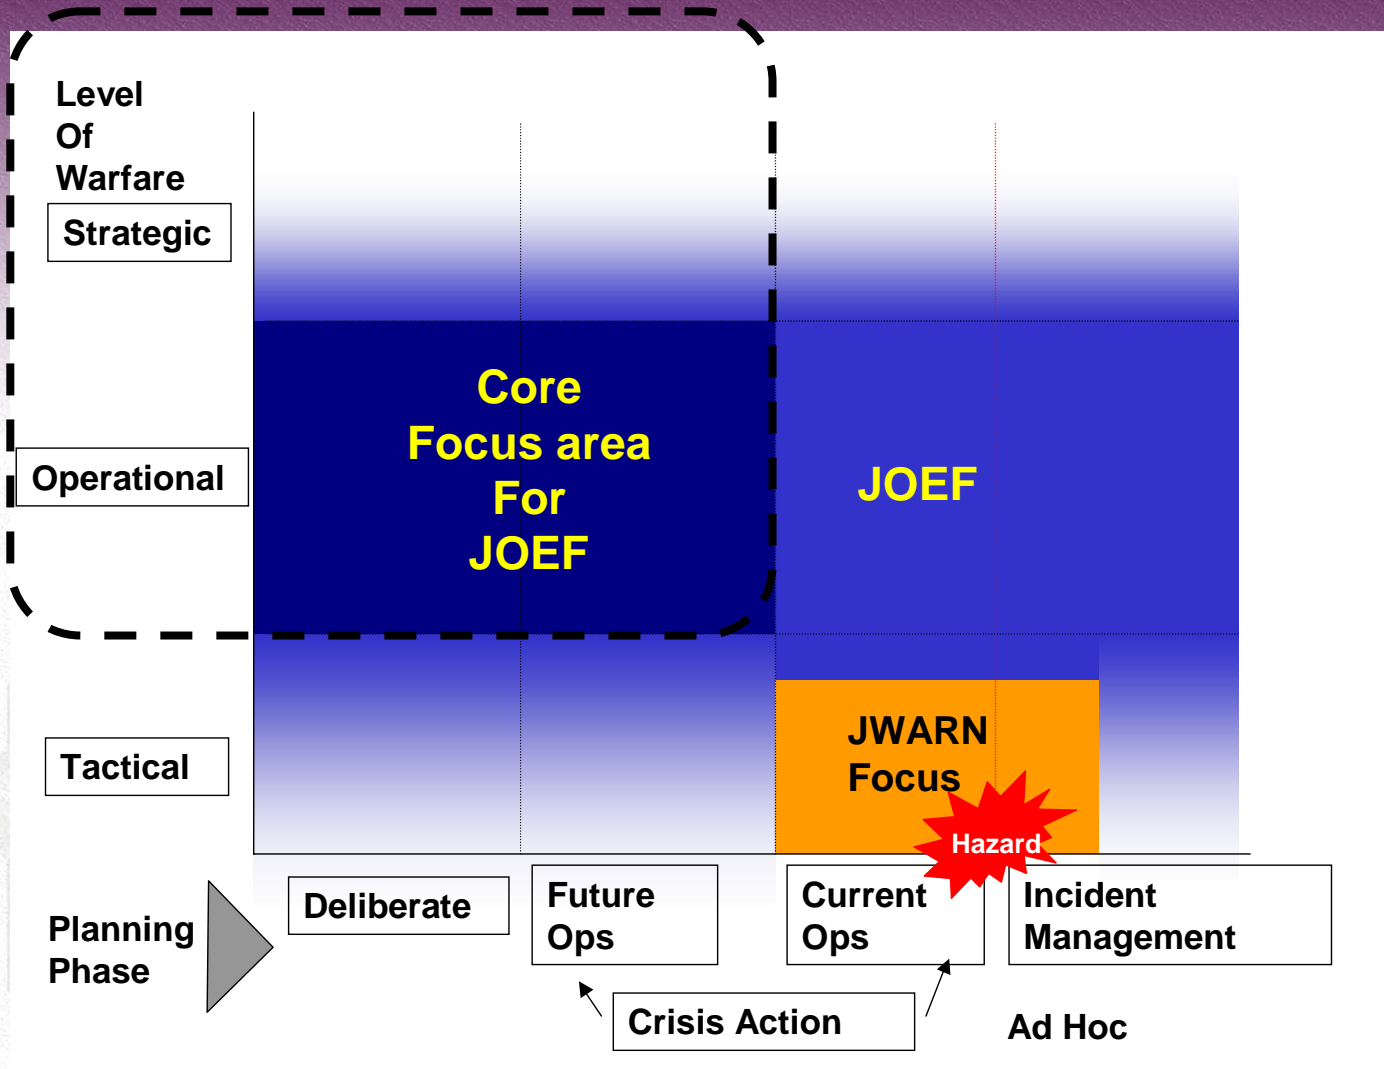 Level
Of
Warfare
Strategic
Core
Focus area
For
JOEF
Operational
JOEF
JWARN
Focus
Tactical
Hazard
Deliberate
Future
Ops
Current
Ops
Incident
Management
Planning
Phase
Crisis Action
Ad Hoc